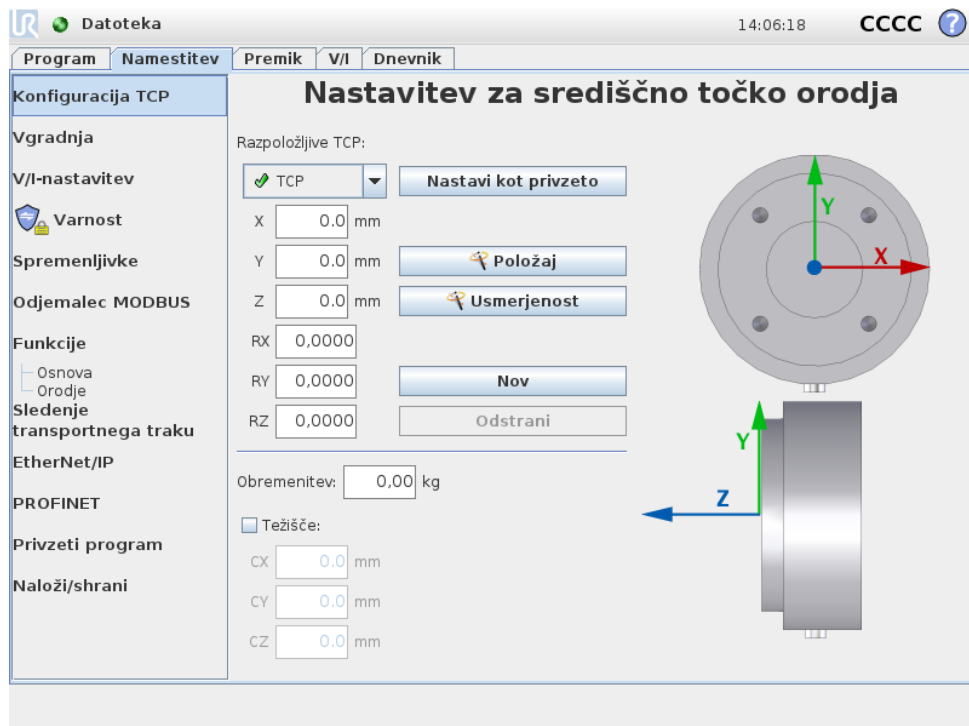 UR Datoteka 14:06:18 CCCC ?
Program Namestitev Premik V/I Dnevnik
Konfiguracija TCP
Vgradnja
V/I-nastavitev
Varnost
Spremenljivke
Odjemalec MODBUS
Funkcije
Osnova
Orodje
Sledenje
transportnega traku
EtherNet/IP
PROFINET
Privzeti program
Naloži/shrani
Nastavitev za središčno točko orodja
Razpoložljive TCP:
TCP Nastavi kot privzeto
X 0.0 mm
Y 0.0 mm Položaj
Z 0.0 mm Usmerjenost
RX 0,0000
RY 0,0000 Nov
RZ 0,0000 Odstrani
Obremenitev: 0,00 kg
Težišče:
CX 0.0 mm
CY 0.0 mm
CZ 0.0 mm
Y
X
Y
Z